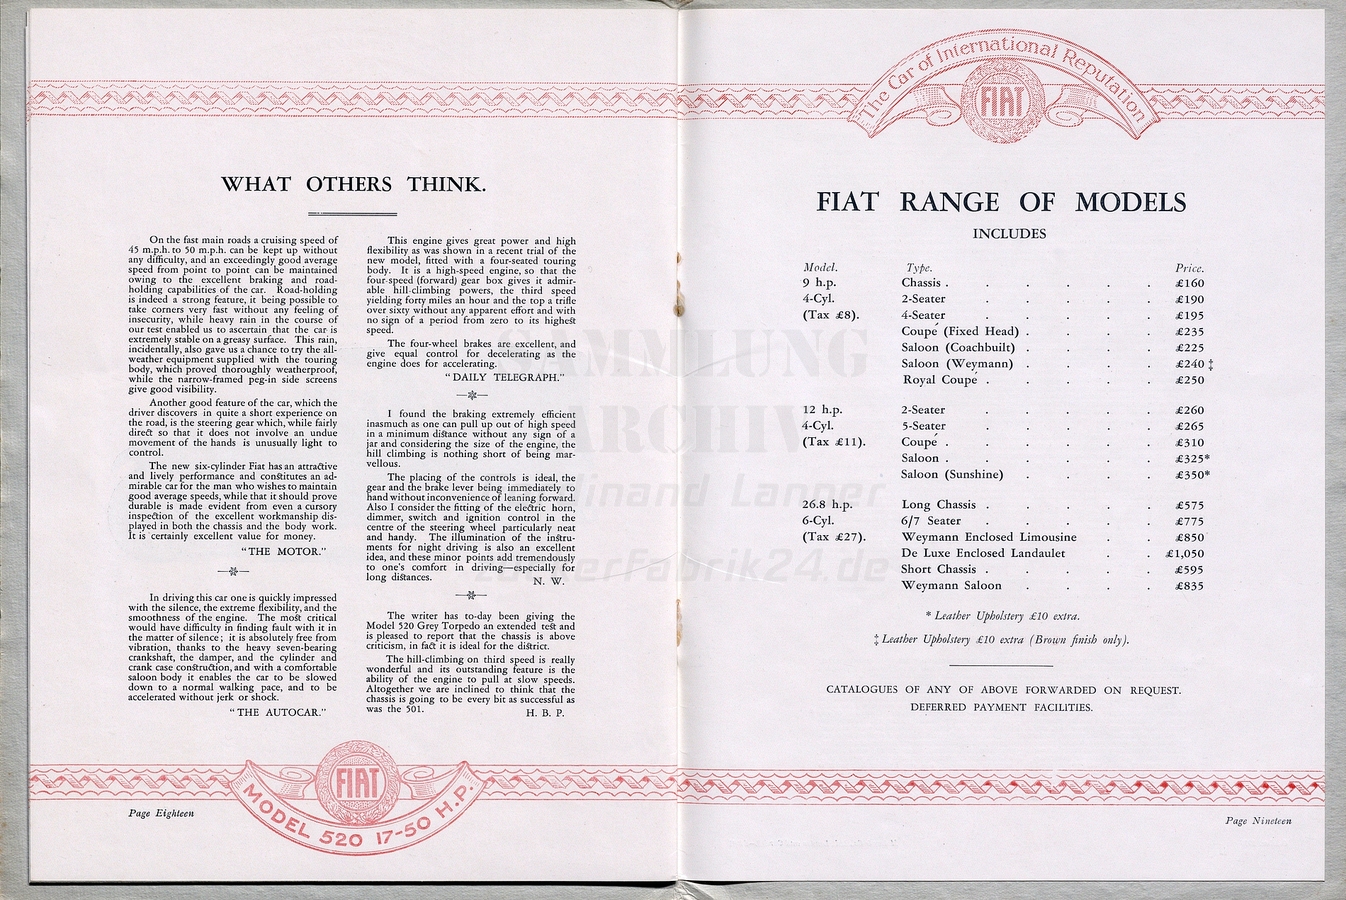 WHAT OTHERS THINK.
On the fast main roads a cruising speed of
45 m.p.h. to 50 m.p.h. can be kept up without
any difficulty, and an exceedingly good average
speed from point to point can be maintained
owing to the excellent braking and road-
holding capabilities of the car. Road-holding
is indeed a strong feature, it being possible to
take corners very fast without any feeling of
insecurity, while heavy rain in the course of
our test enabled us to ascertain that the car is
extremely stable on a greasy surface. This rain,
incidentally, also gave us a chance to try the all-
weather equipment supplied with the touring
body, which proved thoroughly weatherproof,
while the narrow-framed peg-in side screens
give good visibility.
Another good feature of the car, which the
driver discovers in quite a short experience on
the road, is the steering gear which, while fairly
direct so that it does not involve an undue
movement of the hands is unusually light to
control.
The new six-cylinder Fiat has an attractive
and lively performance and constitutes an ad-
mirable car for the man who wishes to maintain
good average speeds, while that it should prove
durable is made evident from even a cursory
inspection of the excellent workmanship dis-
played in both the chassis and the body work.
It is certainly excellent value for money.
"THE MOTOR."
In driving this car one is quickly impressed
with the silence, the extreme flexibility, and the
smoothness of the engine. The most critical
would have difficulty in finding fault with it in
the matter of silence; it is absolutely free from
vibration, thanks to the heavy seven-bearing
crankshaft, the damper, and the cylinder and
crank case construction, and with a comfortable
saloon body it enables the car to be slowed
down to a normal walking pace, and to be
accelerated without jerk or shock.
"THE AUTOCAR."
This engine gives great power and high
flexibility as was shown in a recent trial of the
new model, fitted with a four-seated touring
body. It is a high-speed engine, so that the
four-speed (forward) gear box gives it admir-
able hill-climbing powers, the third speed
yielding forty miles an hour and the top a trifle
over sixty without any apparent effort and with
no sign of a period from zero to its highest
speed.
The four-wheel brakes are excellent, and
give equal control for decelerating as the
engine does for accelerating.
"DAILY TELEGRAPH."
I found the braking extremely efficient
inasmuch as one can pull up out of high speed
in a minimum distance without any sign of a
jar and considering the size of the engine, the
hill climbing is nothing short of being mar-
vellous.
The placing of the controls is ideal, the
gear and the brake lever being immediately to
hand without inconvenience of leaning forward.
Also I consider the fitting of the electric horn,
dimmer, switch and ignition control in the
centre of the steering wheel particularly neat
and handy. The illumination of the instru-
ments for night driving is also an excellent
idea, and these minor points add tremendously
to one's comfort in driving—especially for
long distances. N. W.
The writer has to-day been giving the
Model 520 Grey Torpedo an extended test and
is pleased to report that the chassis is above
criticism, in fact it is ideal for the district.
The hill-climbing on third speed is really
wonderful and its outstanding feature is the
ability of the engine to pull at slow speeds.
Altogether we are inclined to think that the
chassis is going to be every bit as successful as
was the 501. H. B. P.
FIAT
MODEL 520 17-50 H.P.
Page Eighteen
The Car of International Reputation
FIAT
FIAT RANGE OF MODELS
INCLUDES
Model. Type. Price.
9 h.p. Chassis . . . . . . £160
4-Cyl. 2-Seater . . . . . £190
(Tax £8). 4-Seater . . . . . £195
Coupé (Fixed Head) . . . . £235
Saloon (Coachbuilt) . . . . £225
Saloon (Weymann) . . . . £240 ‡
Royal Coupé . . . . . £250
12 h.p. 2-Seater . . . . . £260
4-Cyl. 5-Seater . . . . . £265
(Tax £11). Coupé . . . . . . £310
Saloon . . . . . . £325*
Saloon (Sunshine) . . . . £350*
26.8 h.p. Long Chassis . . . . . £575
6-Cyl. 6/7 Seater . . . . . £775
(Tax £27). Weymann Enclosed Limousine . . £850
De Luxe Enclosed Landaulet . . £1,050
Short Chassis . . . . . £595
Weymann Saloon . . . . £835
* Leather Upholstery £10 extra.
‡ Leather Upholstery £10 extra (Brown finish only).
CATALOGUES OF ANY OF ABOVE FORWARDED ON REQUEST.
DEFERRED PAYMENT FACILITIES.
Page Nineteen
SAMMLUNG
ARCHIV
Ferdinand Lanner
Lannerfabrik24.de